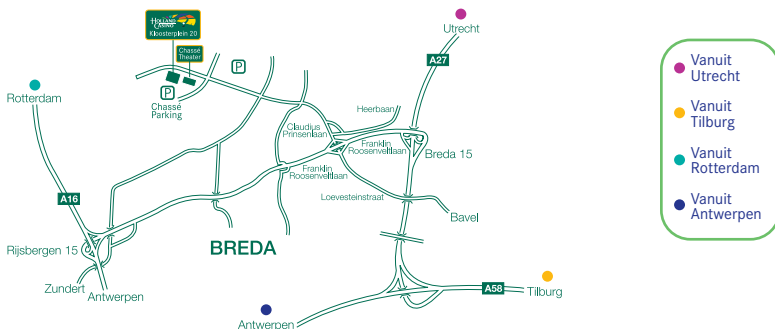 HOLLAND
CASINO
Kloosterplein 20
Chassé
Theater
P
P
Chassé
Parking
Utrecht
A27
Rotterdam
Heerbaan
Claudius
Prinsenlaan
Franklin
Roosenveltlaan
Franklin
Roosenveltlaan
Breda 15
Loevesteinstraat
Bavel
A16
Rijsbergen 15
BREDA
Zundert
Antwerpen
Antwerpen
A58
Tilburg
Vanuit
Utrecht
Vanuit
Tilburg
Vanuit
Rotterdam
Vanuit
Antwerpen